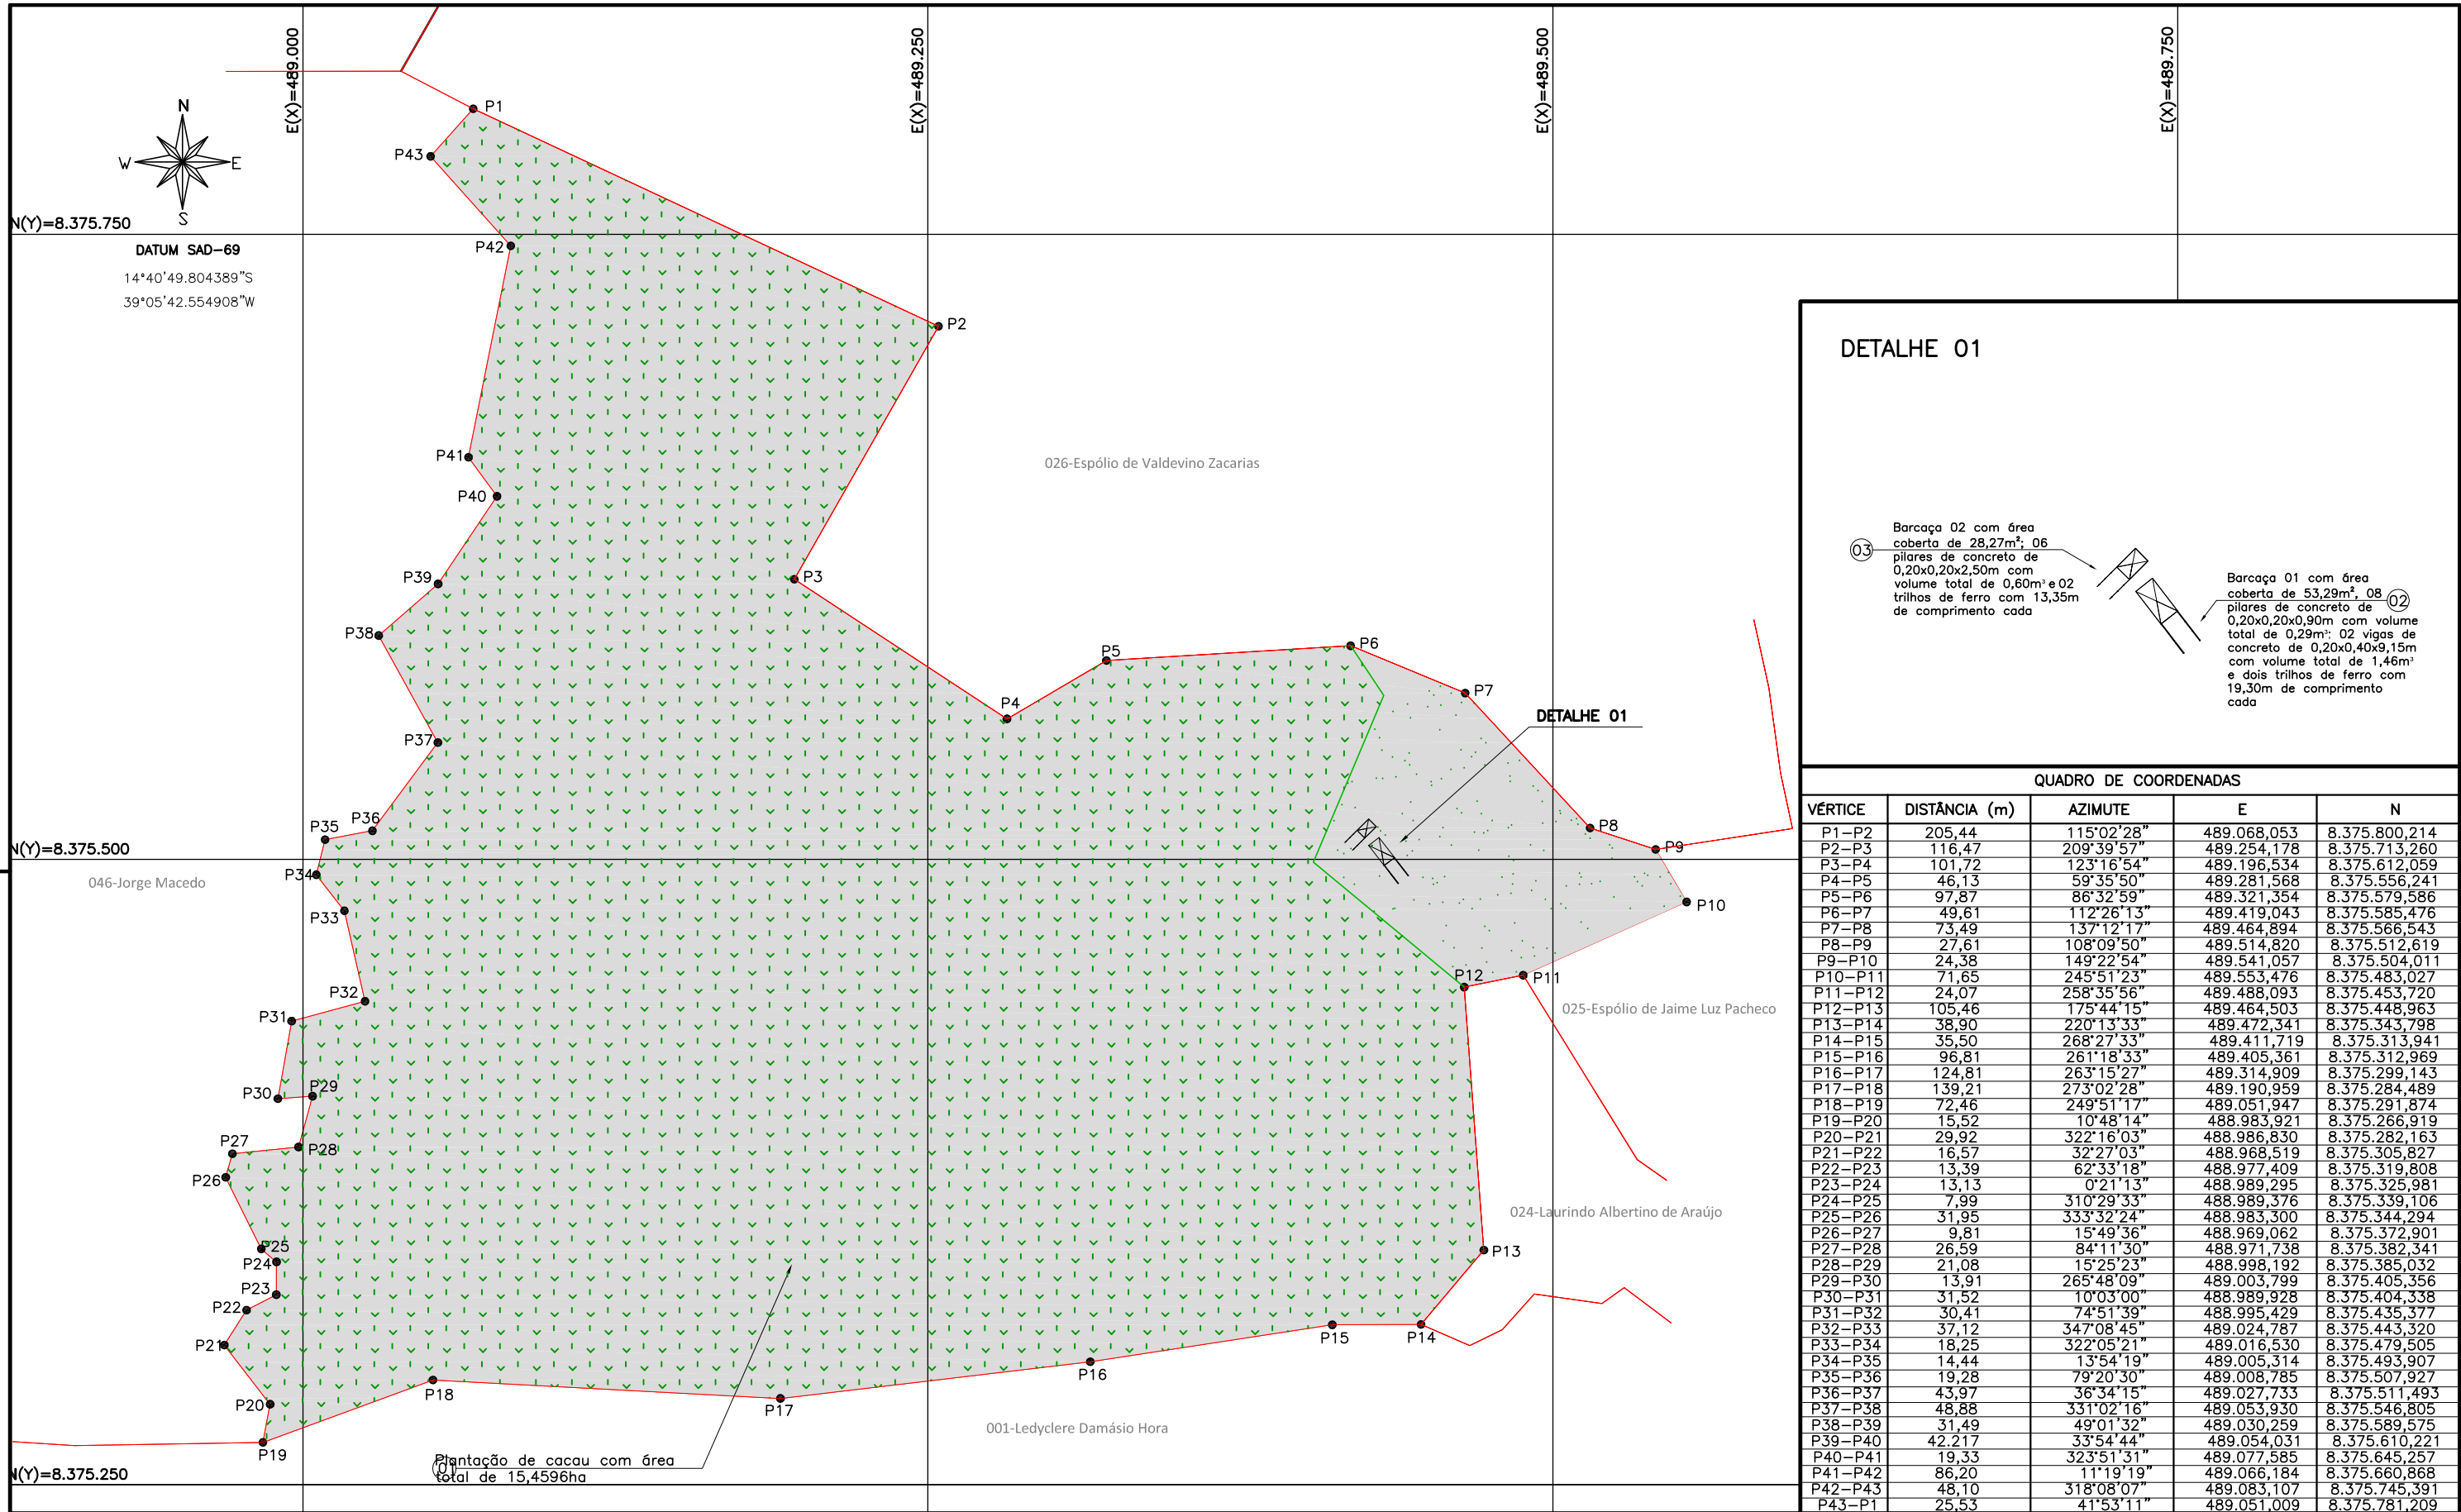 E(X)=489.000
E(X)=489.250
E(X)=489.500
E(X)=489.750
N
W
E
S
N(Y)=8.375.750
DATUM SAD-69
14°40'49.804389"S
39°05'42.554908"W
P1
P43
P42
P2
P41
P40
026-Espólio de Valdevino Zacarias
P39
P3
P38
P6
P5
P7
P4
P37
DETALHE 01
P36
P35
P8
P9
N(Y)=8.375.500
P34
046-Jorge Macedo
P33
P10
P12
P11
P32
025-Espólio de Jaime Luz Pacheco
P31
P30
P29
P27
P28
P26
024-Laurindo Albertino de Araújo
P25
P13
P24
P23
P22
P21
P15
P14
P16
P18
P17
P20
001-Ledyclere Damásio Hora
P19
01
Plantação de cacau com área
total de 15,4596ha
N(Y)=8.375.250
DETALHE 01
03
Barcaça 02 com área
coberta de 28,27m²; 06
pilares de concreto de
0,20x0,20x2,50m com
volume total de 0,60m³ e 02
trilhos de ferro com 13,35m
de comprimento cada
Barcaça 01 com área
coberta de 53,29m², 08
02
pilares de concreto de
0,20x0,20x0,90m com volume
total de 0,29m³: 02 vigas de
concreto de 0,20x0,40x9,15m
com volume total de 1,46m³
e dois trilhos de ferro com
19,30m de comprimento
cada
QUADRO DE COORDENADAS
VÉRTICE DISTÂNCIA (m) AZIMUTE E N
P1-P2 205,44 115°02'28" 489.068,053 8.375.800,214
P2-P3 116,47 209°39'57" 489.254,178 8.375.713,260
P3-P4 101,72 123°16'54" 489.196,534 8.375.612,059
P4-P5 46,13 59°35'50" 489.281,568 8.375.556,241
P5-P6 97,87 86°32'59" 489.321,354 8.375.579,586
P6-P7 49,61 112°26'13" 489.419,043 8.375.585,476
P7-P8 73,49 137°12'17" 489.464,894 8.375.566,543
P8-P9 27,61 108°09'50" 489.514,820 8.375.512,619
P9-P10 24,38 149°22'54" 489.541,057 8.375.504,011
P10-P11 71,65 245°51'23" 489.553,476 8.375.483,027
P11-P12 24,07 258°35'56" 489.488,093 8.375.453,720
P12-P13 105,46 175°44'15" 489.464,503 8.375.448,963
P13-P14 38,90 220°13'33" 489.472,341 8.375.343,798
P14-P15 35,50 268°27'33" 489.411,719 8.375.313,941
P15-P16 96,81 261°18'33" 489.405,361 8.375.312,969
P16-P17 124,81 263°15'27" 489.314,909 8.375.299,143
P17-P18 139,21 273°02'28" 489.190,959 8.375.284,489
P18-P19 72,46 249°51'17" 489.051,947 8.375.291,874
P19-P20 15,52 10°48'14" 488.983,921 8.375.266,919
P20-P21 29,92 322°16'03" 488.986,830 8.375.282,163
P21-P22 16,57 32°27'03" 488.968,519 8.375.305,827
P22-P23 13,39 62°33'18" 488.977,409 8.375.319,808
P23-P24 13,13 0°21'13" 488.989,295 8.375.325,981
P24-P25 7,99 310°29'33" 488.989,376 8.375.339,106
P25-P26 31,95 333°32'24" 488.983,300 8.375.344,294
P26-P27 9,81 15°49'36" 488.969,062 8.375.372,901
P27-P28 26,59 84°11'30" 488.971,738 8.375.382,341
P28-P29 21,08 15°25'23" 488.998,192 8.375.385,032
P29-P30 13,91 265°48'09" 489.003,799 8.375.405,356
P30-P31 31,52 10°03'00" 488.989,928 8.375.404,338
P31-P32 30,41 74°51'39" 488.995,429 8.375.435,377
P32-P33 37,12 347°08'45" 489.024,787 8.375.443,320
P33-P34 18,25 322°05'21" 489.016,530 8.375.479,505
P34-P35 14,44 13°54'19" 489.005,314 8.375.493,907
P35-P36 19,28 79°20'30" 489.008,785 8.375.507,927
P36-P37 43,97 36°34'15" 489.027,733 8.375.511,493
P37-P38 48,88 331°02'16" 489.053,930 8.375.546,805
P38-P39 31,49 49°01'32" 489.030,259 8.375.589,575
P39-P40 42.217 33°54'44" 489.054,031 8.375.610,221
P40-P41 19,33 323°51'31" 489.077,585 8.375.645,257
P41-P42 86,20 11°19'19" 489.066,184 8.375.660,868
P42-P43 48,10 318°08'07" 489.083,107 8.375.745,391
P43-P1 25,53 41°53'11" 489.051,009 8.375.781,209